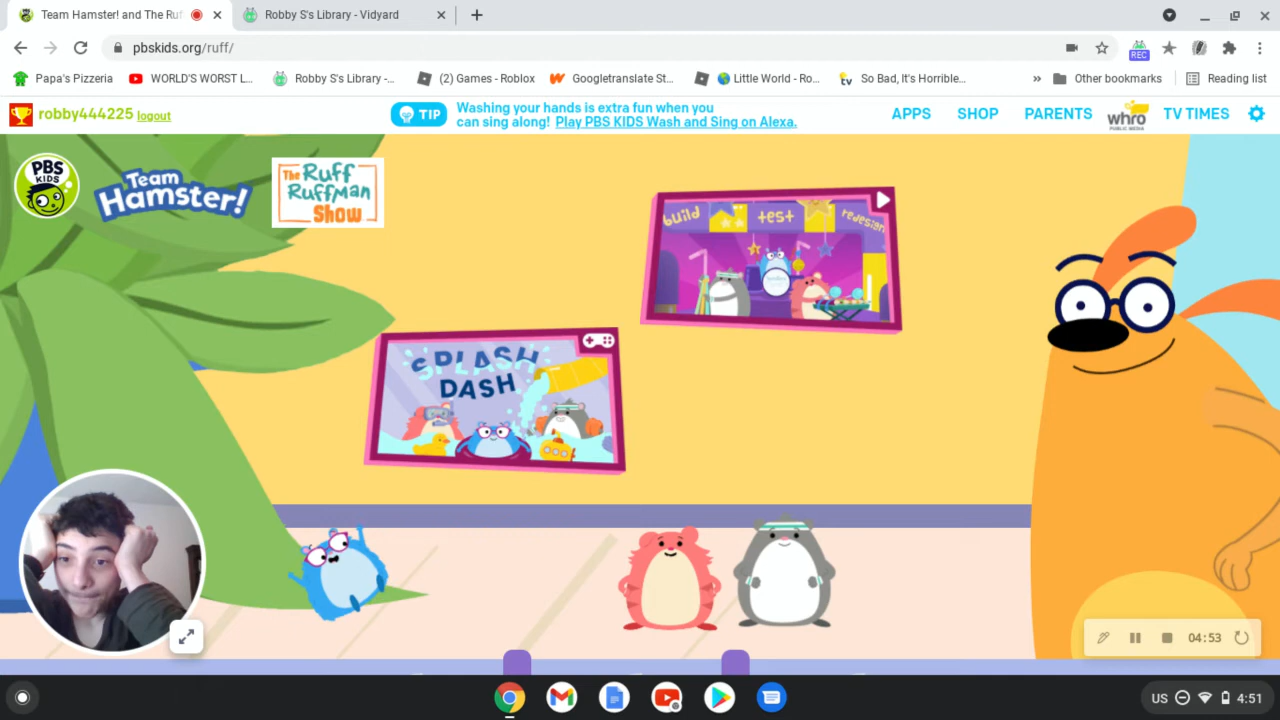 Team Hamster! and The Ruf
Robby S's Library - Vidyard
pbskids.org/ruff/
REC
Papa's Pizzeria
WORLD'S WORST L...
Robby S's Library -...
(2) Games - Roblox
Googletranslate St...
Little World - Ro...
tv
So Bad, It's Horrible...
»
Other bookmarks
Reading list
robby444225 logout
TIP
Washing your hands is extra fun when you
can sing along! Play PBS KIDS Wash and Sing on Alexa.
APPS
SHOP
PARENTS
whro
PUBLIC MEDIA
TV TIMES
PBS
KIDS
Team
Hamster!
The Ruff
Ruffman
Show
build
test
redesign
SPLASH
DASH
04:53
US
4:51